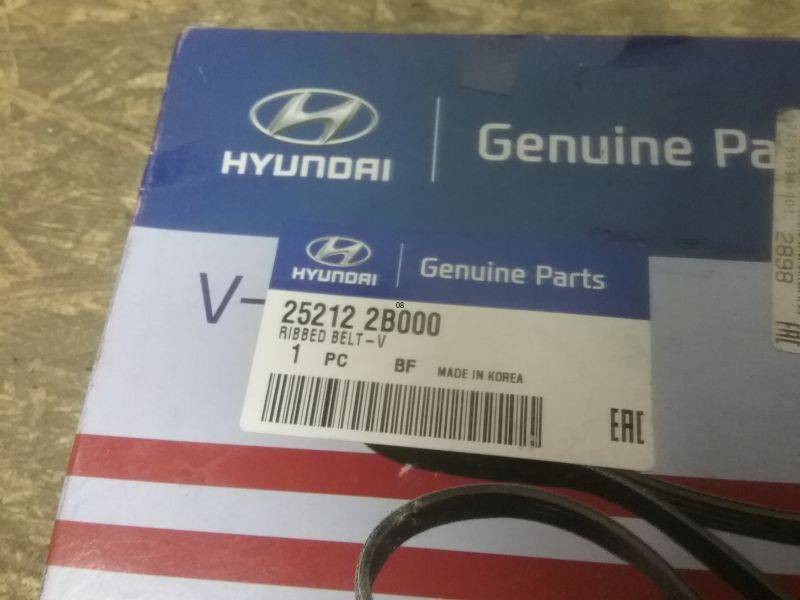 HYUNDAI
Genuine Pa
V-
HYUNDAI
Genuine Parts
08
25212 2B000
RIBBED BELT-V
1 PC BF MADE IN KOREA
EAC
2898
EAC